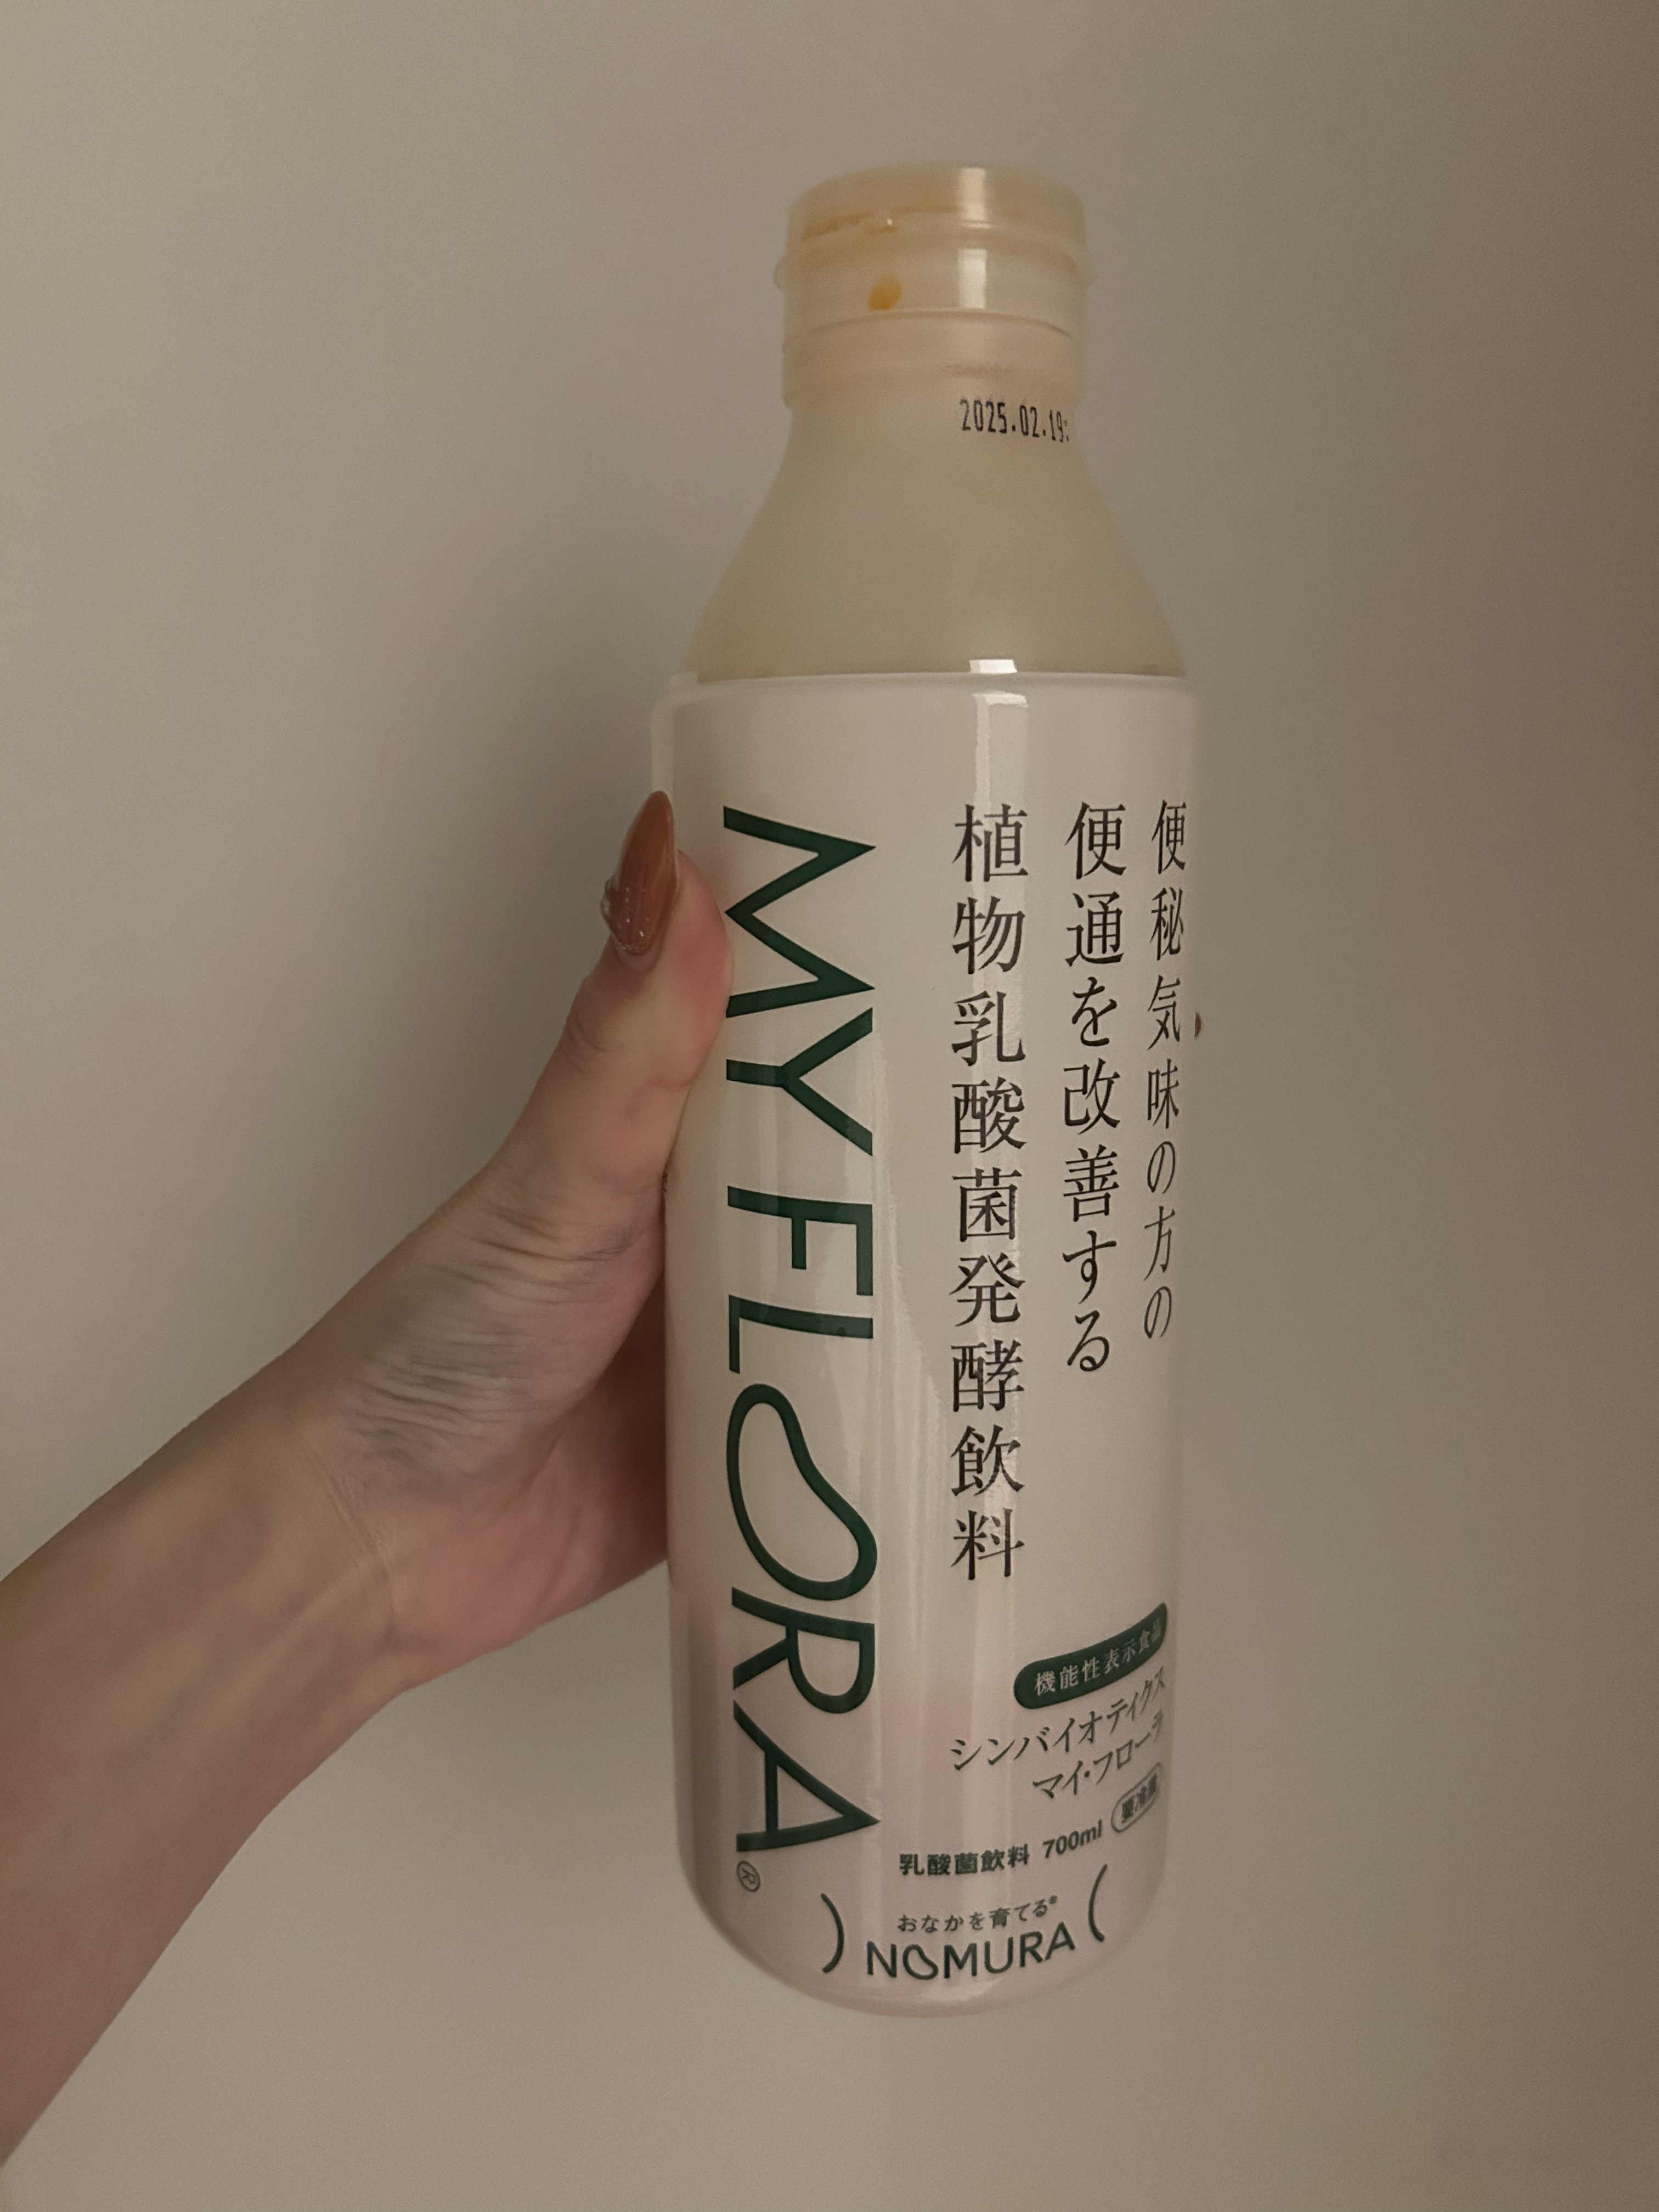 2025.02.19:
便秘気味の方の
便通を改善する
植物乳酸菌発酵飲料
MY FLORA®
機能性表示食品
シンバイオティクス
マイ・フローラ
乳酸菌飲料 700ml 要冷蔵
おなかを育てる®
NOMURA